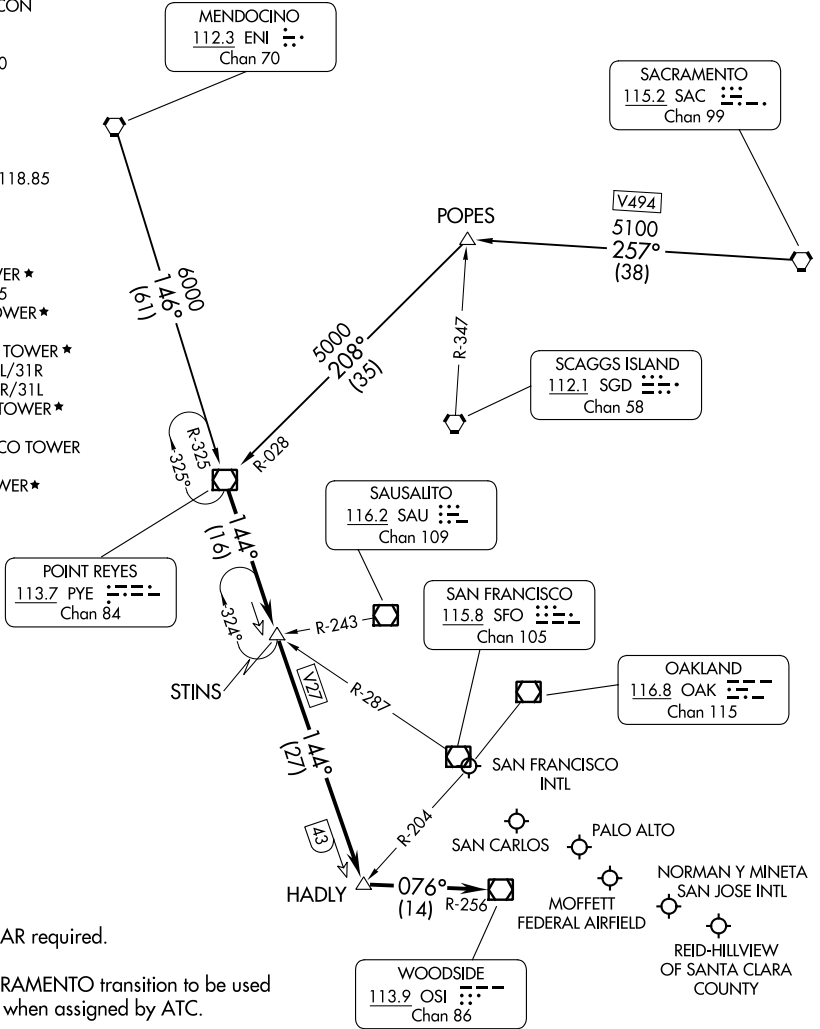 CON
MENDOCINO
112.3 ENI
Chan 70
0
SACRAMENTO
115.2 SAC
Chan 99
118.85
V494
5100
257°
(38)
POPES
VER★
5
OWER★
TOWER★
L/31R
R/31L
TOWER★
CO TOWER
WER★
6000
146°
(61)
5000
208°
(35)
R-347
SCAGGS ISLAND
112.1 SGD
Chan 58
R-325
325°
R-028
SAUSALITO
116.2 SAU
Chan 109
144°
(16)
POINT REYES
113.7 PYE
Chan 84
SAN FRANCISCO
115.8 SFO
Chan 105
R-243
324°
STINS
V27
R-287
OAKLAND
116.8 OAK
Chan 115
144°
(27)
SAN FRANCISCO
INTL
R-204
SAN CARLOS
PALO ALTO
43
HADLY
076°
(14)
R-256
MOFFETT
FEDERAL AIRFIELD
NORMAN Y MINETA
SAN JOSE INTL
REID-HILLVIEW
OF SANTA CLARA
COUNTY
AR required.
RAMENTO transition to be used
when assigned by ATC.
WOODSIDE
113.9 OSI
Chan 86